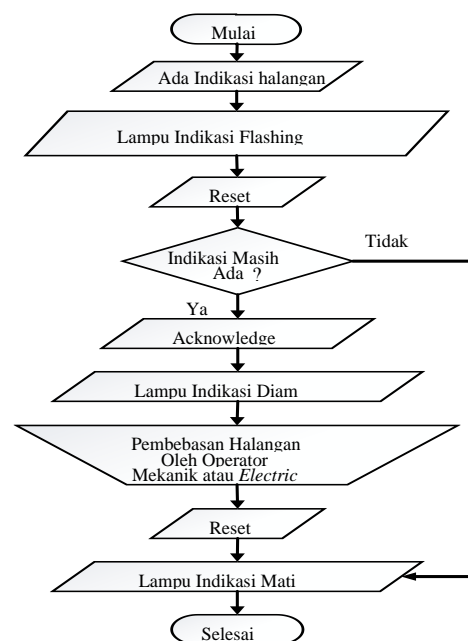 Mulai
Ada Indikasi halangan
Lampu Indikasi Flashing
Reset
Indikasi Masih
Ada ?
Tidak
Ya
Acknowledge
Lampu Indikasi Diam
Pembebasan Halangan
Oleh Operator
Mekanik atau Electric
Reset
Lampu Indikasi Mati
Selesai